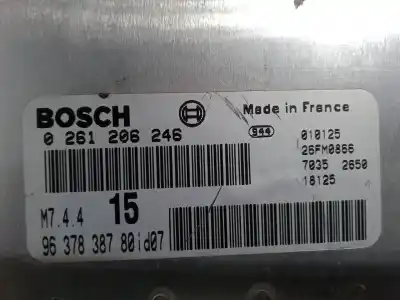 BOSCH
Made in France
0 261 206 246
944
010125
26FM0866
7035 2650
18125
M7.4.4
15
96 378 387 80id07